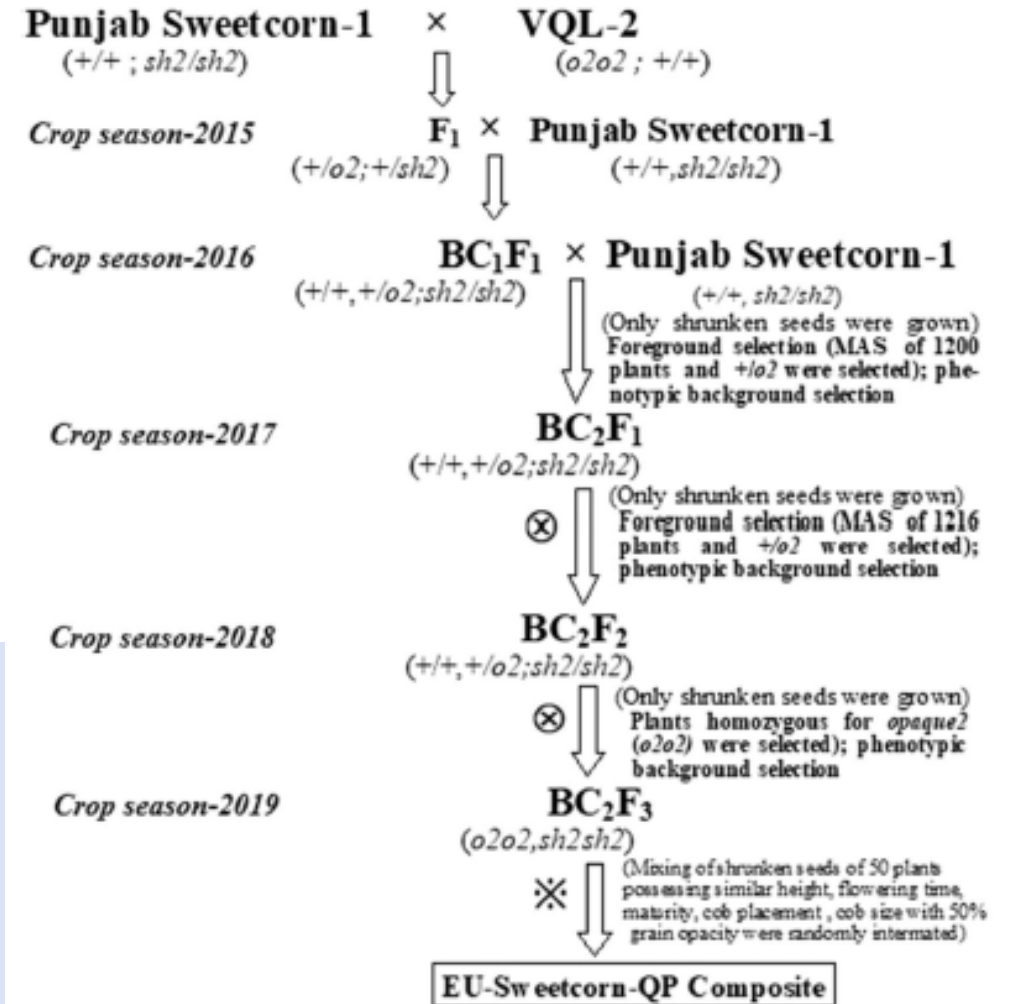 Punjab Sweetcorn-1 × VQL-2
(+/+ ; sh2/sh2) (o2o2 ; +/+)
Crop season-2015 F₁ × Punjab Sweetcorn-1
(+/o2;+/sh2) (+/+,sh2/sh2)
Crop season-2016 BC₁F₁ × Punjab Sweetcorn-1
(+/+,+/o2;sh2/sh2) (+/+, sh2/sh2)
(Only shrunken seeds were grown)
Foreground selection (MAS of 1200
plants and +/o2 were selected); phe-
notypic background selection
Crop season-2017 BC₂F₁
(+/+,+/o2;sh2/sh2)
(Only shrunken seeds were grown)
⊗ Foreground selection (MAS of 1216
plants and +/o2 were selected);
phenotypic background selection
Crop season-2018 BC₂F₂
(+/+,+/o2;sh2/sh2)
(Only shrunken seeds were grown)
⊗ Plants homozygous for opaque2
(o2o2) were selected); phenotypic
background selection
Crop season-2019 BC₂F₃
(o2o2,sh2sh2)
(Mixing of shrunken seeds of 50 plants
※ possessing similar height, flowering time,
maturity, cob placement , cob size with 50%
grain opacity were randomly intermated)
EU-Sweetcorn-QP Composite